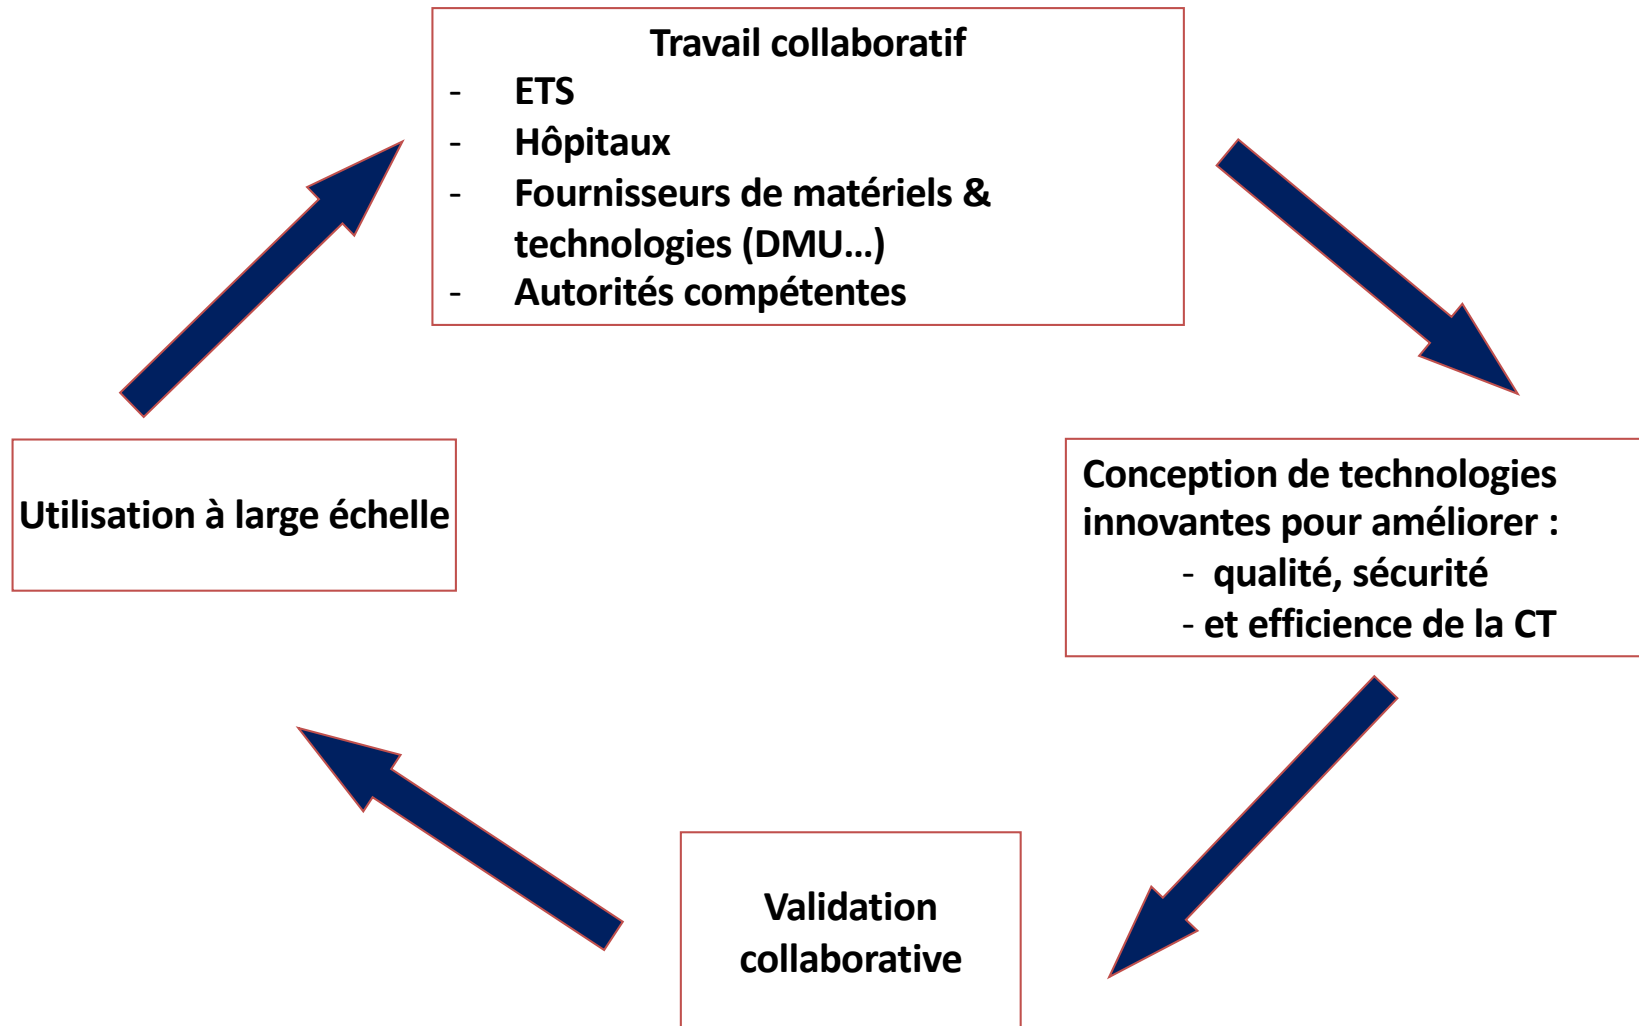 Travail collaboratif
- ETS
- Hôpitaux
- Fournisseurs de matériels &
technologies (DMU...)
- Autorités compétentes
Utilisation à large échelle
Conception de technologies
innovantes pour améliorer :
- qualité, sécurité
- et efficience de la CT
Validation
collaborative